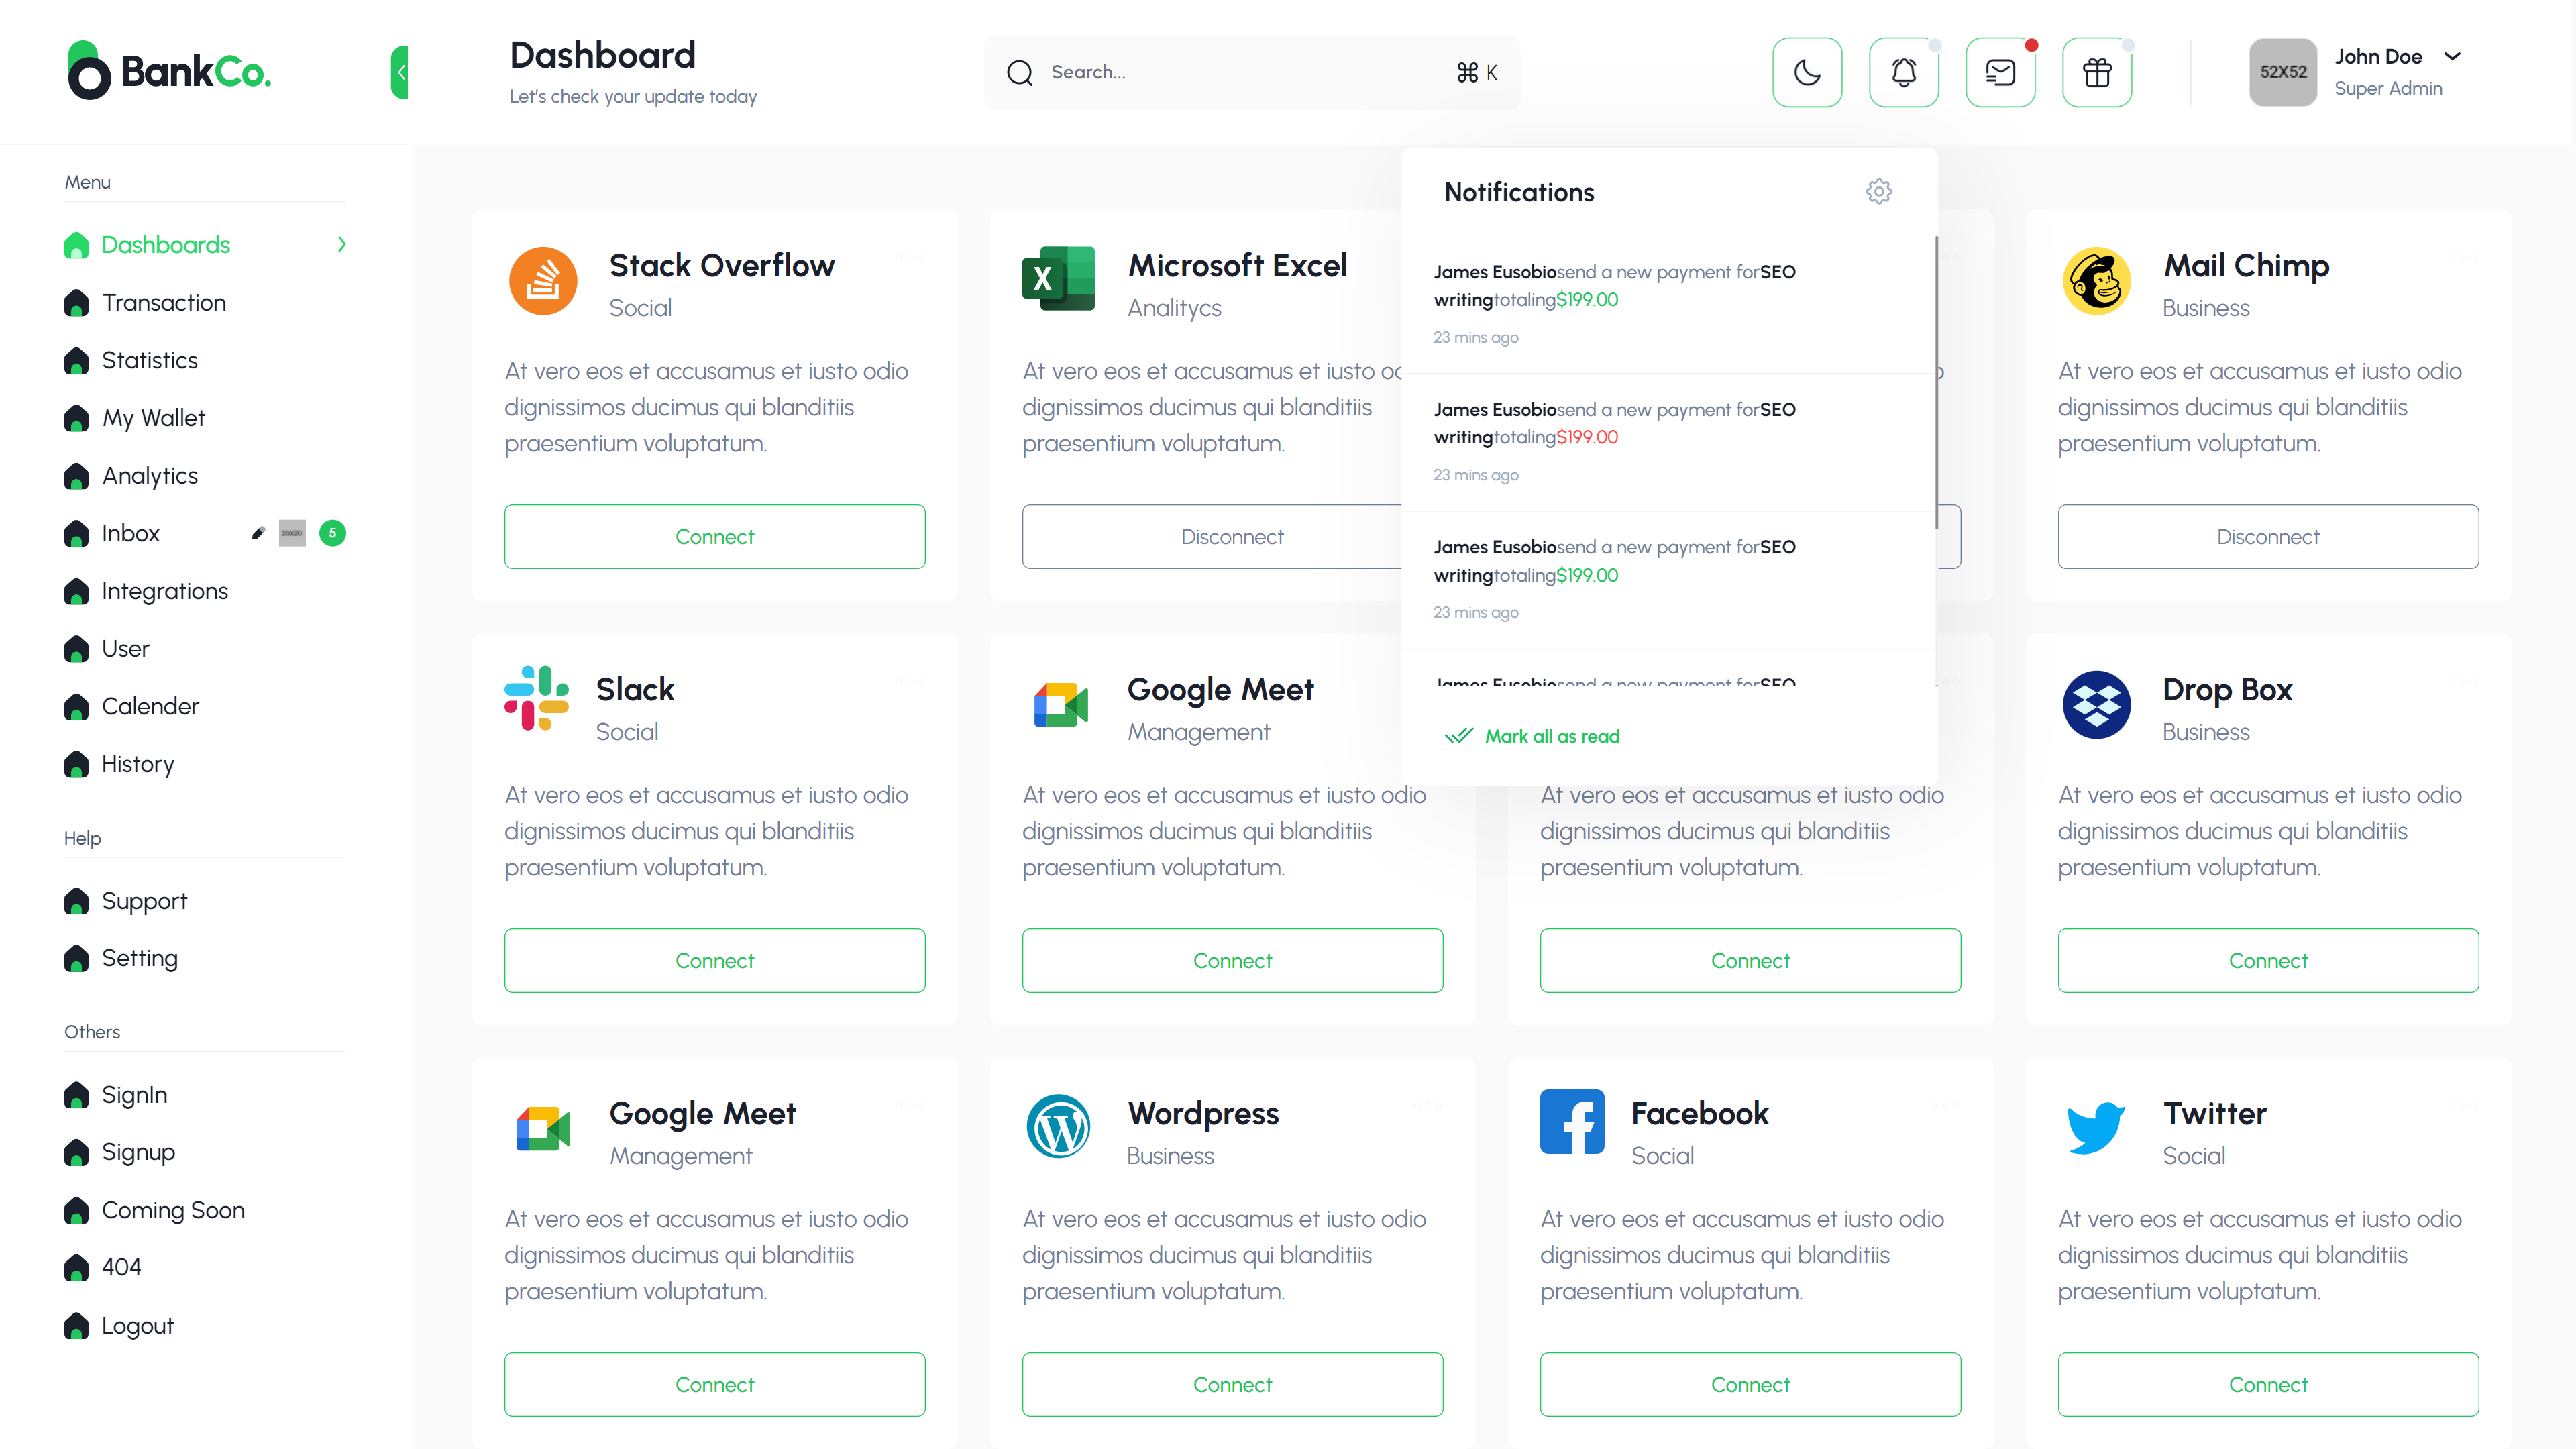 BankCo.
Dashboard
Let's check your update today
Search...
⌘ K
52X52
John Doe
Super Admin
Menu
Dashboards
Transaction
Statistics
My Wallet
Analytics
Inbox
5
Integrations
User
Calender
History
Help
Support
Setting
Others
SignIn
Signup
Coming Soon
404
Logout
Notifications
James Eusobiosend a new payment forSEO
writingtotaling$199.00
23 mins ago
James Eusobiosend a new payment forSEO
writingtotaling$199.00
23 mins ago
James Eusobiosend a new payment forSEO
writingtotaling$199.00
23 mins ago
James Eusobiosend a new payment forSEO
Mark all as read
Stack Overflow
Social
At vero eos et accusamus et iusto odio
dignissimos ducimus qui blanditiis
praesentium voluptatum.
Connect
Microsoft Excel
Analitycs
At vero eos et accusamus et iusto
dignissimos ducimus qui blanditiis
praesentium voluptatum.
Disconnect
Mail Chimp
Business
At vero eos et accusamus et iusto odio
dignissimos ducimus qui blanditiis
praesentium voluptatum.
Disconnect
Slack
Social
At vero eos et accusamus et iusto odio
dignissimos ducimus qui blanditiis
praesentium voluptatum.
Connect
Google Meet
Management
At vero eos et accusamus et iusto odio
dignissimos ducimus qui blanditiis
praesentium voluptatum.
Connect
At vero eos et accusamus et iusto odio
dignissimos ducimus qui blanditiis
praesentium voluptatum.
Connect
Drop Box
Business
At vero eos et accusamus et iusto odio
dignissimos ducimus qui blanditiis
praesentium voluptatum.
Connect
Google Meet
Management
At vero eos et accusamus et iusto odio
dignissimos ducimus qui blanditiis
praesentium voluptatum.
Connect
Wordpress
Business
At vero eos et accusamus et iusto odio
dignissimos ducimus qui blanditiis
praesentium voluptatum.
Connect
Facebook
Social
At vero eos et accusamus et iusto odio
dignissimos ducimus qui blanditiis
praesentium voluptatum.
Connect
Twitter
Social
At vero eos et accusamus et iusto odio
dignissimos ducimus qui blanditiis
praesentium voluptatum.
Connect